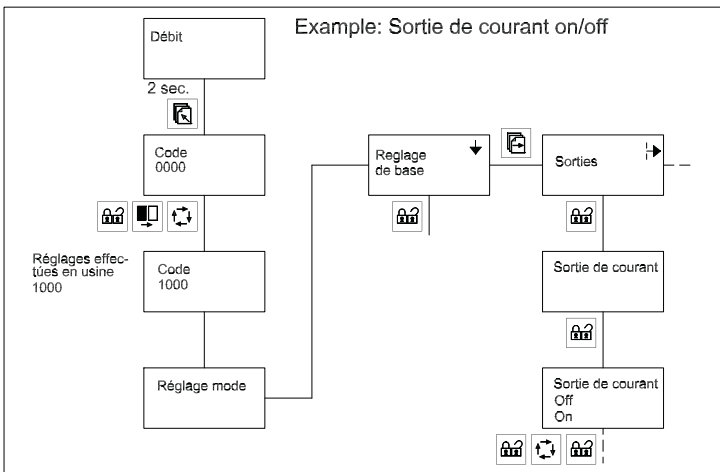 Example: Sortie de courant on/off
Débit
2 sec.
Code
0000
Réglages effec-
túes en usine
1000
Code
1000
Réglage mode
Reglage
de base
Sorties
Sortie de courant
Sortie de courant
Off
On